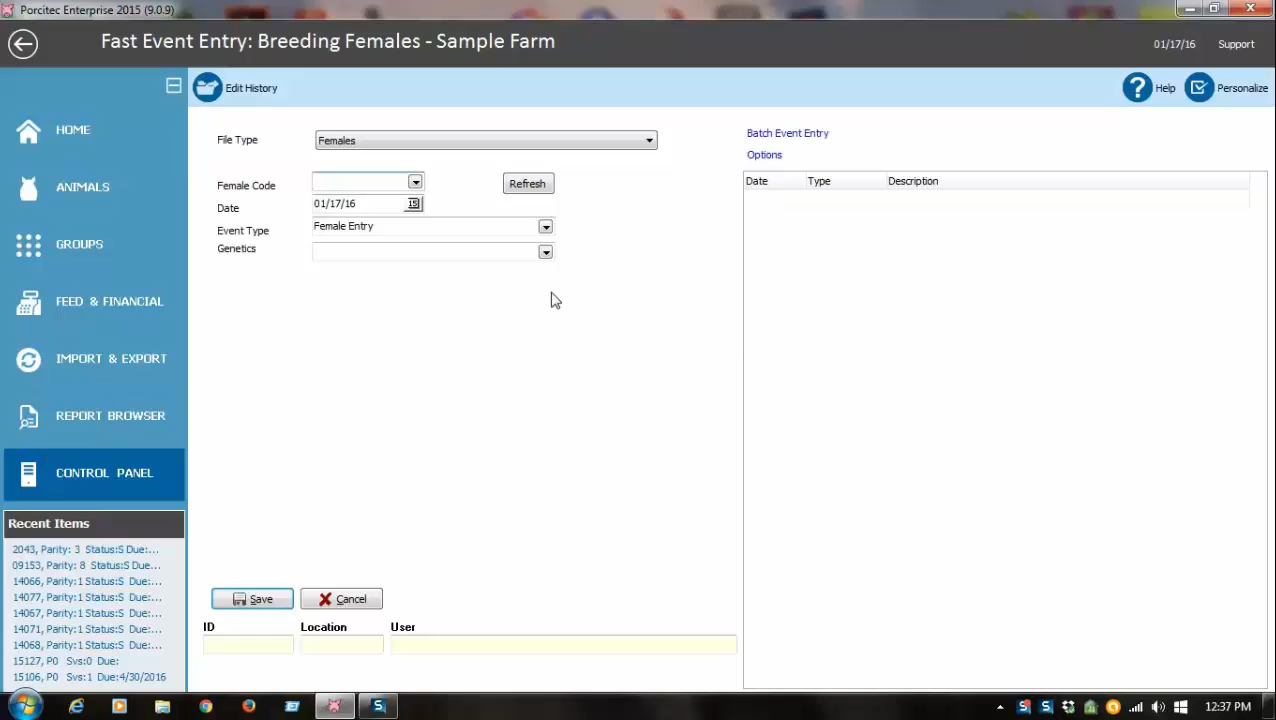 Porcitec Enterprise 2015 (9.0.9)
Fast Event Entry: Breeding Females - Sample Farm
01/17/16
Support
Edit History
Help
Personalize
HOME
ANIMALS
GROUPS
FEED & FINANCIAL
IMPORT & EXPORT
REPORT BROWSER
CONTROL PANEL
Recent Items
2043, Parity: 3 Status:S Due:...
09153, Parity: 8 Status:S Due...
14066, Parity:1 Status:S Due:...
14077, Parity:1 Status:S Due:...
14067, Parity:1 Status:S Due:...
14071, Parity:1 Status:S Due:...
14068, Parity:1 Status:S Due:...
15127, P0 Svs:0 Due:
15106, P0 Svs:1 Due:4/30/2016
File Type
Females
Female Code
Refresh
Date
01/17/16
15
Event Type
Female Entry
Genetics
Save
Cancel
ID
Location
User
Batch Event Entry
Options
Date
Type
Description
12:37 PM